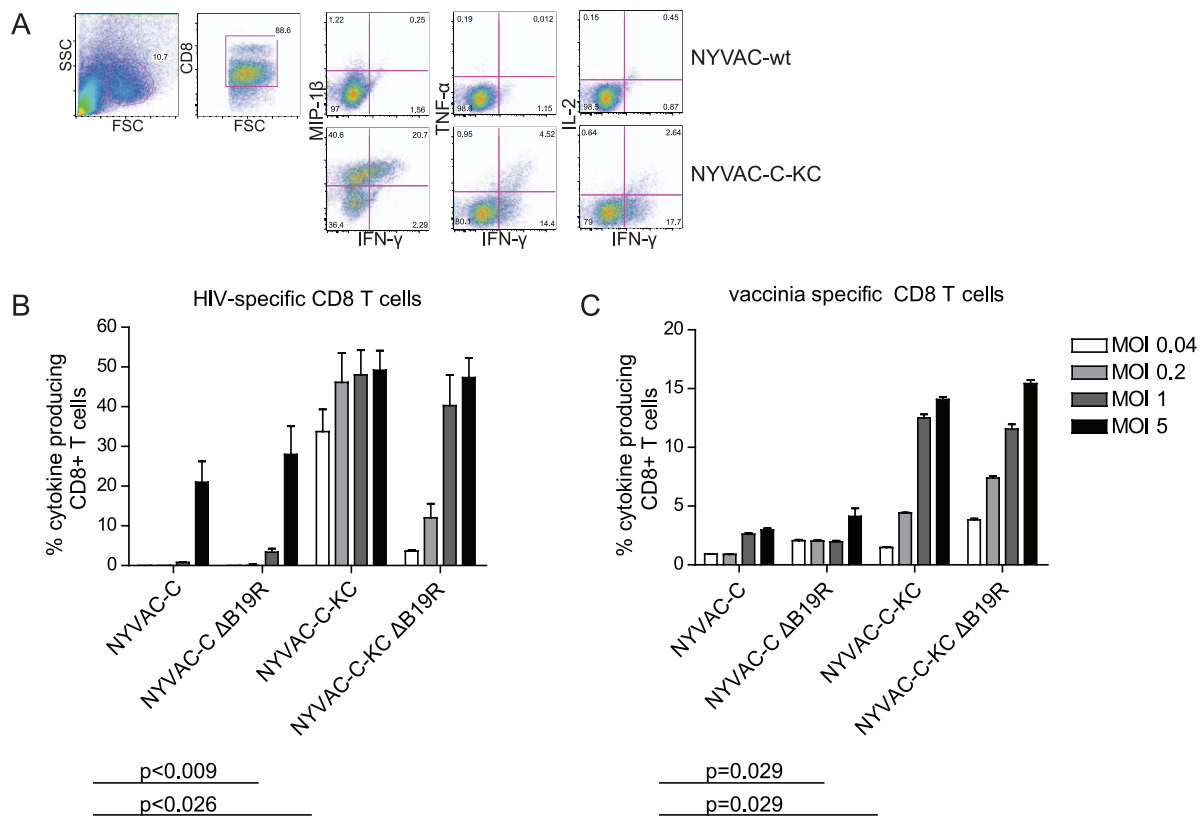 A
SSC
10.7
FSC
CD8
88.6
FSC
MIP-1β
1.22
0.25
97
1.56
TNF-α
0.19
0.012
98.6
1.15
IL-2
0.15
0.45
98.5
0.87
NYVAC-wt
40.6
20.7
36.4
2.29
IFN-γ
0.95
4.52
80.1
14.4
IFN-γ
0.64
2.64
79
17.7
IFN-γ
NYVAC-C-KC
B
HIV-specific CD8 T cells
% cytokine producing
CD8+ T cells
60
50
40
30
20
10
0
NYVAC-C
NYVAC-C ΔB19R
NYVAC-C-KC
NYVAC-C-KC ΔB19R
p<0.009
p<0.026
C
vaccinia specific CD8 T cells
% cytokine producing
CD8+ T cells
20
15
10
5
0
NYVAC-C
NYVAC-C ΔB19R
NYVAC-C-KC
NYVAC-C-KC ΔB19R
MOI 0.04
MOI 0.2
MOI 1
MOI 5
p=0.029
p=0.029